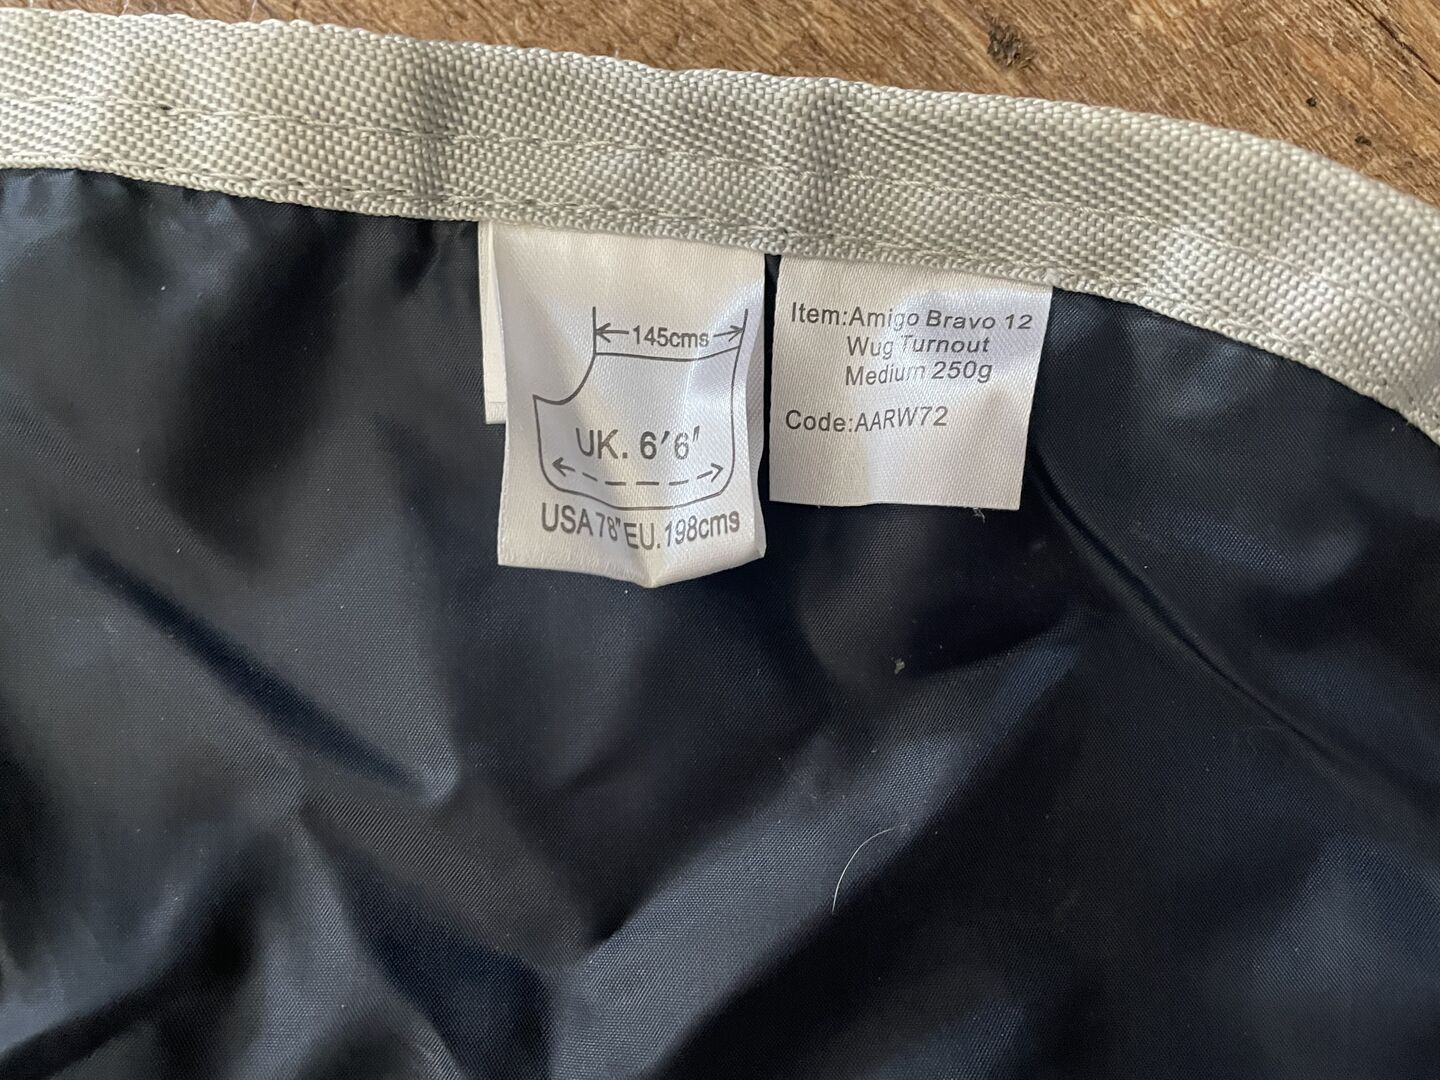 145cms
UK. 6'6"
USA 78" EU. 198cms
Item:Amigo Bravo 12
Wug Turnout
Medium 250g
Code:AARW72